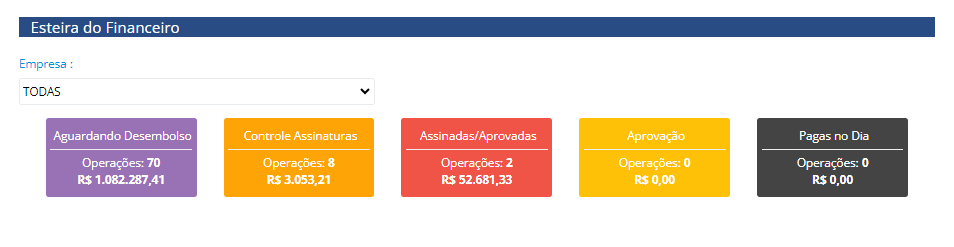 Esteira do Financeiro
Empresa :
TODAS
Aguardando Desembolso
Operações: 70
R$ 1.082.287,41
Controle Assinaturas
Operações: 8
R$ 3.053,21
Assinadas/Aprovadas
Operações: 2
R$ 52.681,33
Aprovação
Operações: 0
R$ 0,00
Pagas no Dia
Operações: 0
R$ 0,00